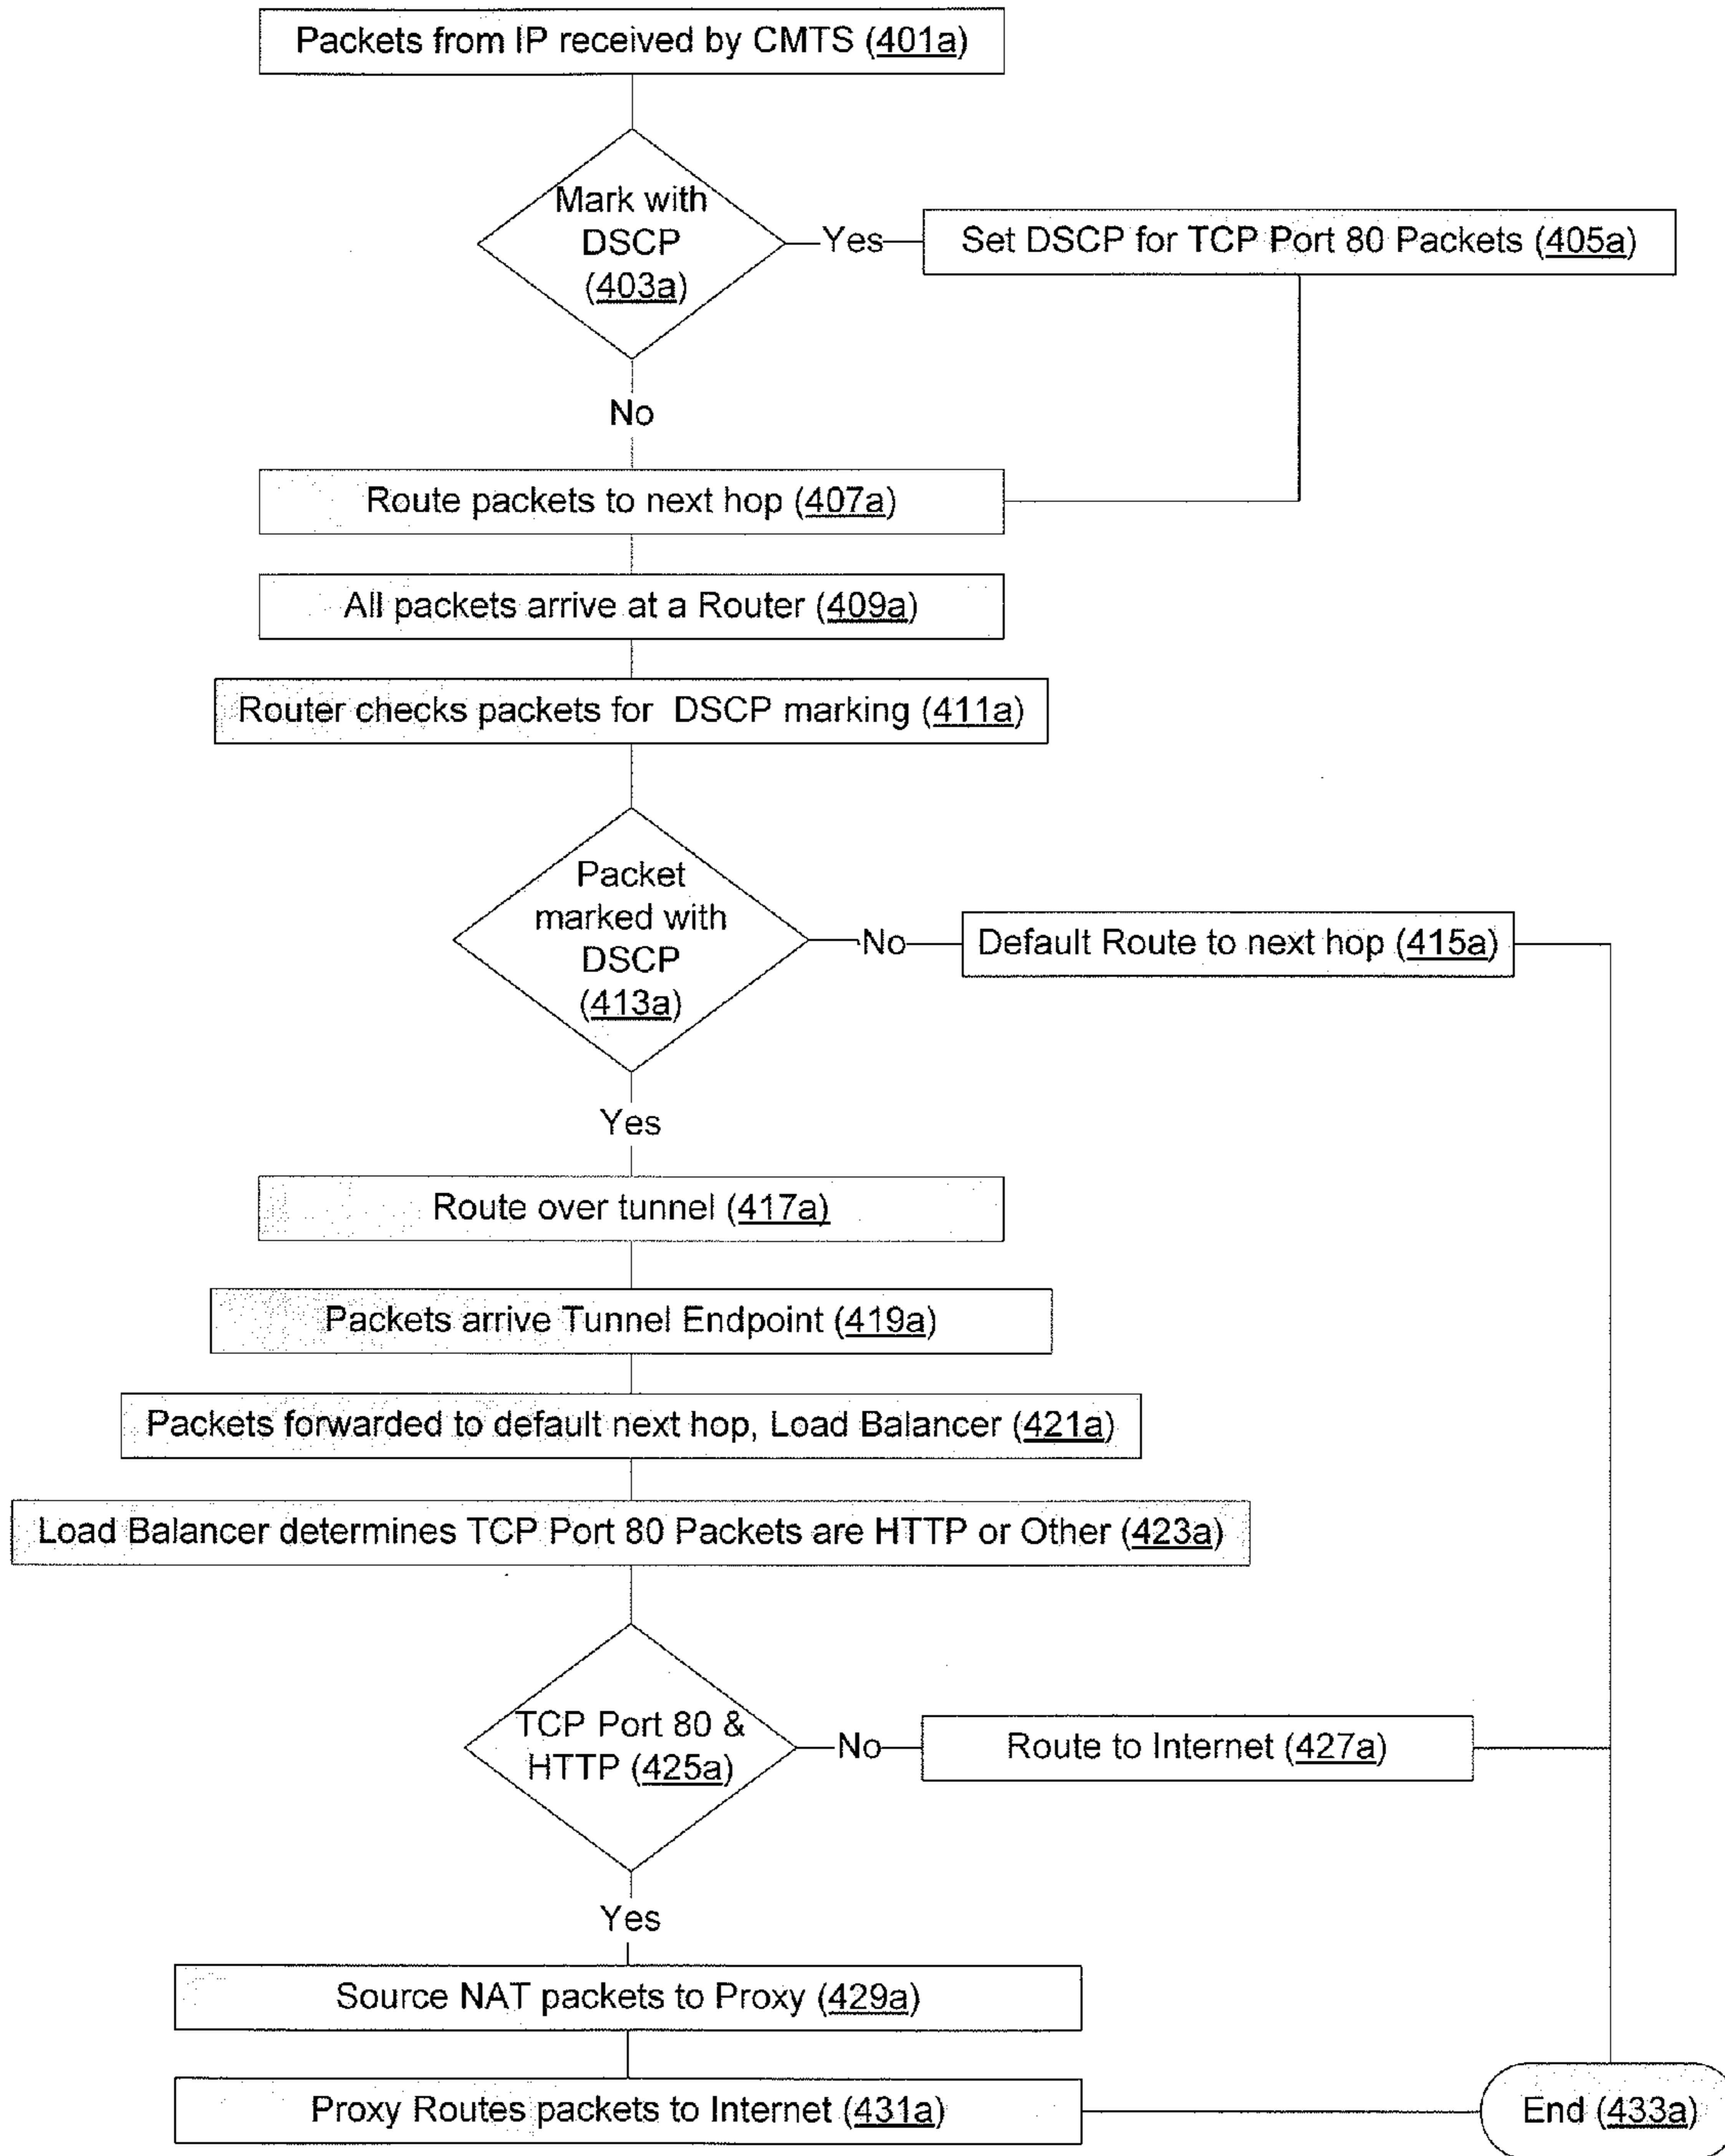 Packets from IP received by CMTS (401a)
Mark with
DSCP
(403a)
Yes
Set DSCP for TCP Port 80 Packets (405a)
No
Route packets to next hop (407a)
All packets arrive at a Router (409a)
Router checks packets for DSCP marking (411a)
Packet
marked with
DSCP
(413a)
No
Default Route to next hop (415a)
Yes
Route over tunnel (417a)
Packets arrive Tunnel Endpoint (419a)
Packets forwarded to default next hop, Load Balancer (421a)
Load Balancer determines TCP Port 80 Packets are HTTP or Other (423a)
TCP Port 80 &
HTTP (425a)
No
Route to Internet (427a)
Yes
Source NAT packets to Proxy (429a)
Proxy Routes packets to Internet (431a)
End (433a)